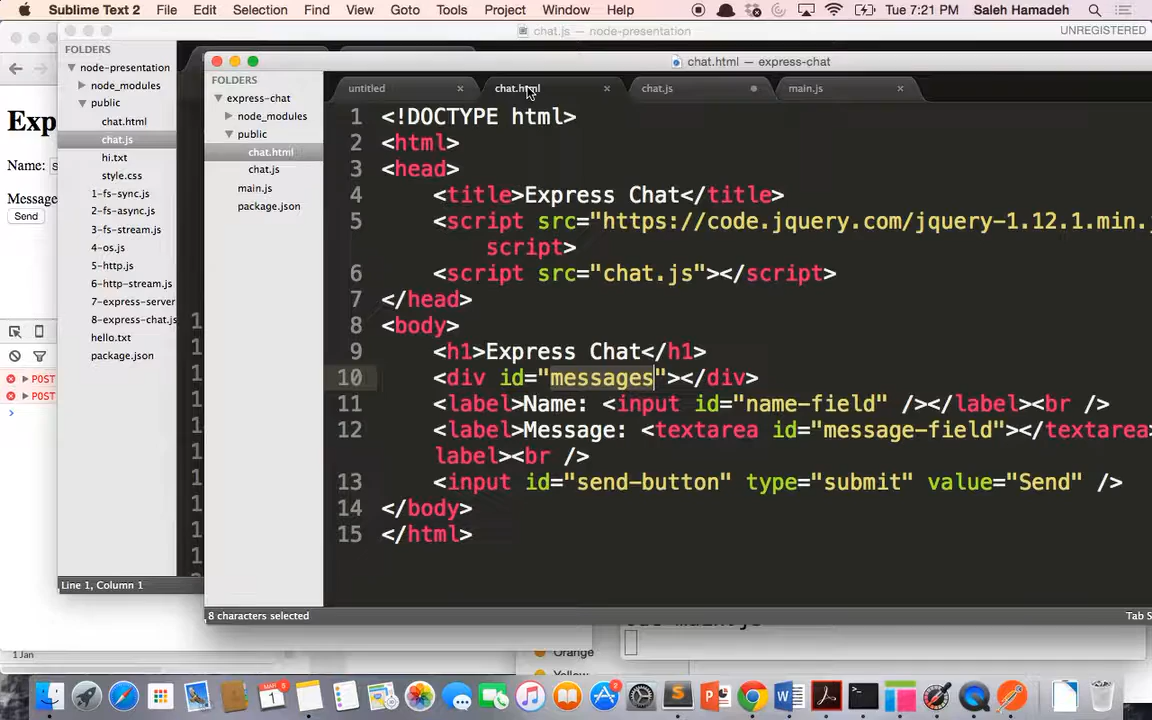 Sublime Text 2 File Edit Selection Find View Goto Tools Project Window Help Tue 7:21 PM Saleh Hamadeh
chat.js — node-presentation UNREGISTERED
FOLDERS
node-presentation
node_modules
public
chat.html
chat.js
hi.txt
style.css
1-fs-sync.js
2-fs-async.js
3-fs-stream.js
4-os.js
5-http.js
6-http-stream.js
7-express-server
8-express-chat.js
hello.txt
package.json
Line 1, Column 1
Exp
Name:
Message
Send
POST
POST
chat.html — express-chat
FOLDERS
express-chat
node_modules
public
chat.html
chat.js
main.js
package.json
untitled chat.html chat.js main.js
1 <!DOCTYPE html>
2 <html>
3 <head>
4 <title>Express Chat</title>
5 <script src="https://code.jquery.com/jquery-1.12.1.min.
script>
6 <script src="chat.js"></script>
7 </head>
8 <body>
9 <h1>Express Chat</h1>
10 <div id="messages"></div>
11 <label>Name: <input id="name-field" /></label><br />
12 <label>Message: <textarea id="message-field"></textarea>
label><br />
13 <input id="send-button" type="submit" value="Send" />
14 </body>
15 </html>
8 characters selected Tab S
1 Jan
Orange